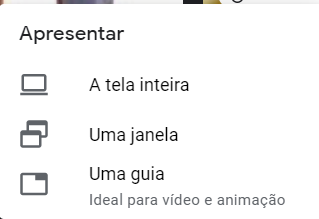 Apresentar
A tela inteira
Uma janela
Uma guia
Ideal para vídeo e animação